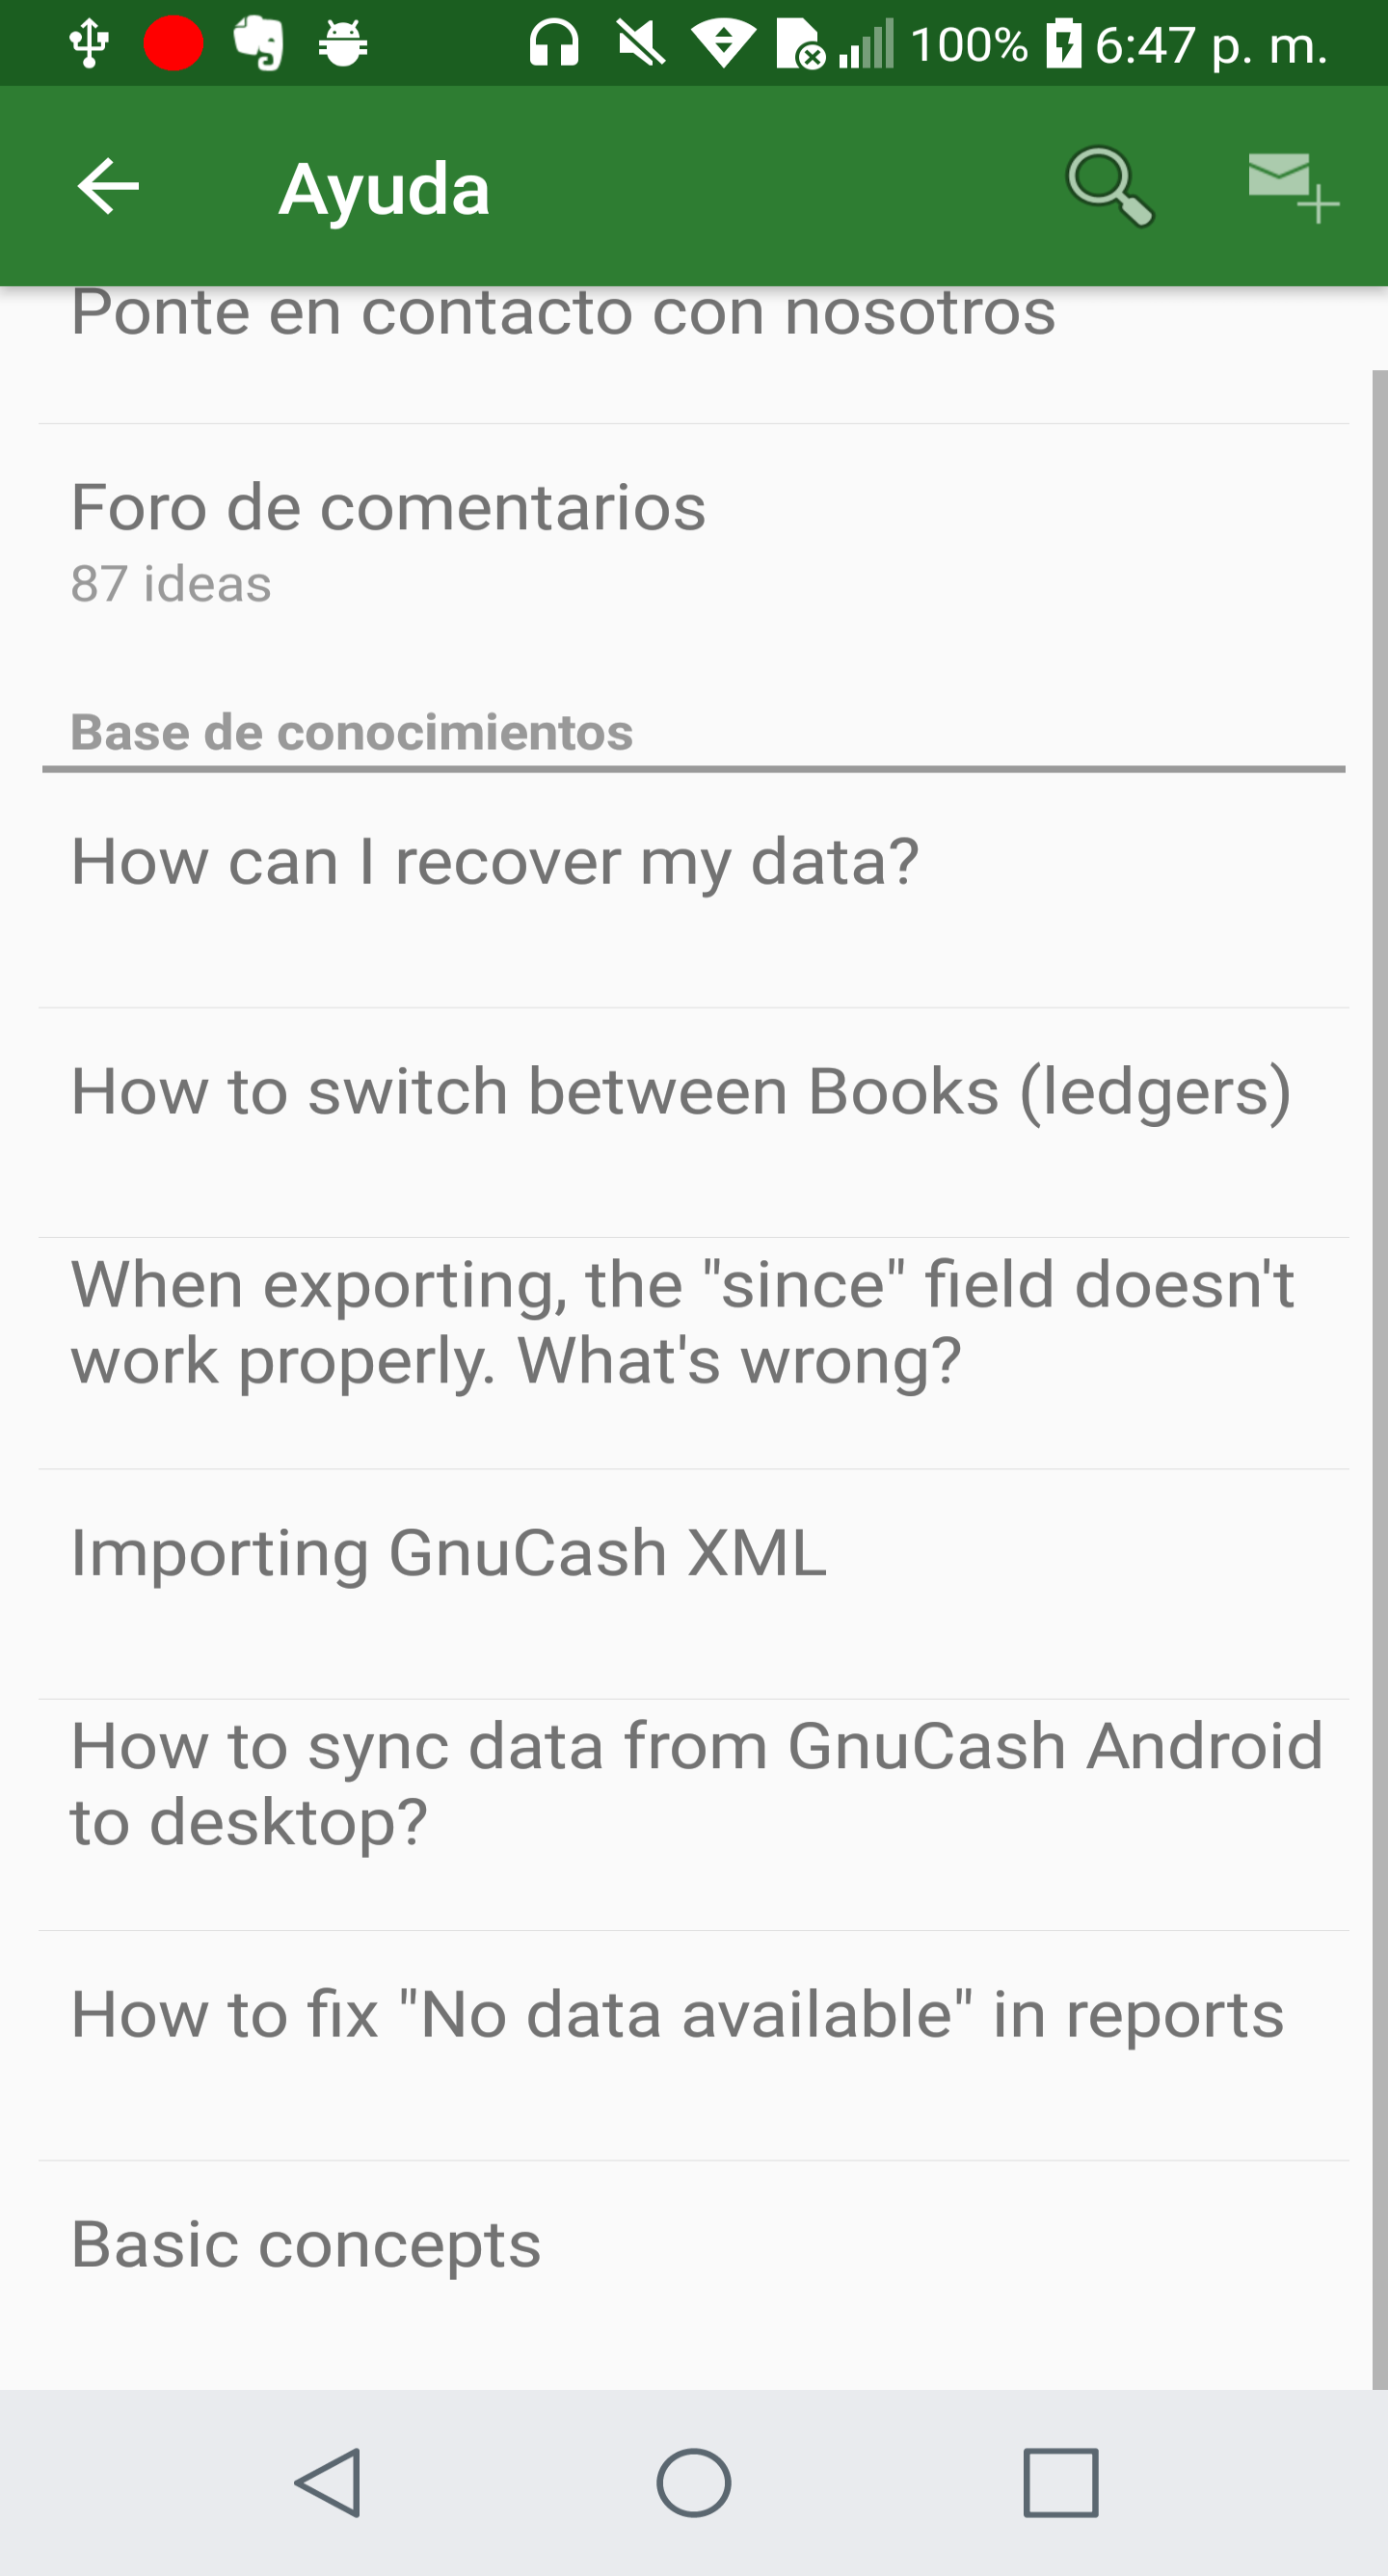 100% 6:47 p. m.
Ayuda
Ponte en contacto con nosotros
Foro de comentarios
87 ideas
Base de conocimientos
How can I recover my data?
How to switch between Books (ledgers)
When exporting, the "since" field doesn't
work properly. What's wrong?
Importing GnuCash XML
How to sync data from GnuCash Android
to desktop?
How to fix "No data available" in reports
Basic concepts